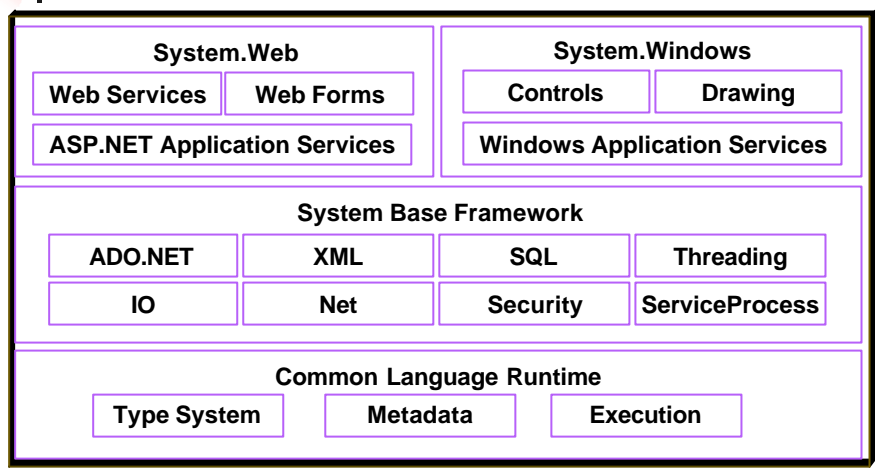 System.Web
Web Services Web Forms
ASP.NET Application Services
System.Windows
Controls Drawing
Windows Application Services
System Base Framework
ADO.NET XML SQL Threading
IO Net Security ServiceProcess
Common Language Runtime
Type System Metadata Execution